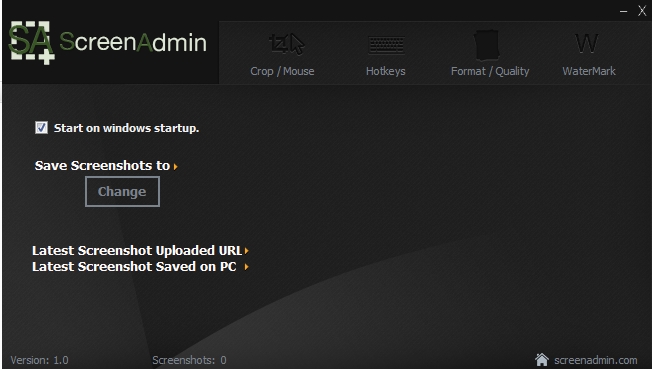 SA ScreenAdmin
Crop / Mouse
Hotkeys
Format / Quality
W
WaterMark
Start on windows startup.
Save Screenshots to
Change
Latest Screenshot Uploaded URL
Latest Screenshot Saved on PC
Version: 1.0
Screenshots: 0
screenadmin.com